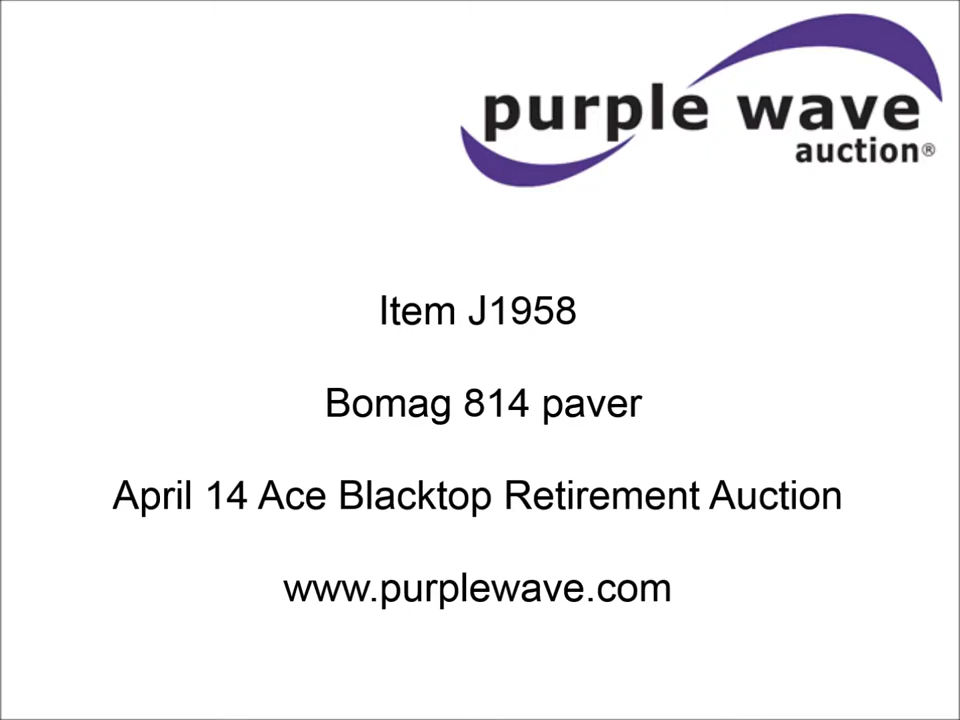 purple wave
auction®
Item J1958
Bomag 814 paver
April 14 Ace Blacktop Retirement Auction
www.purplewave.com